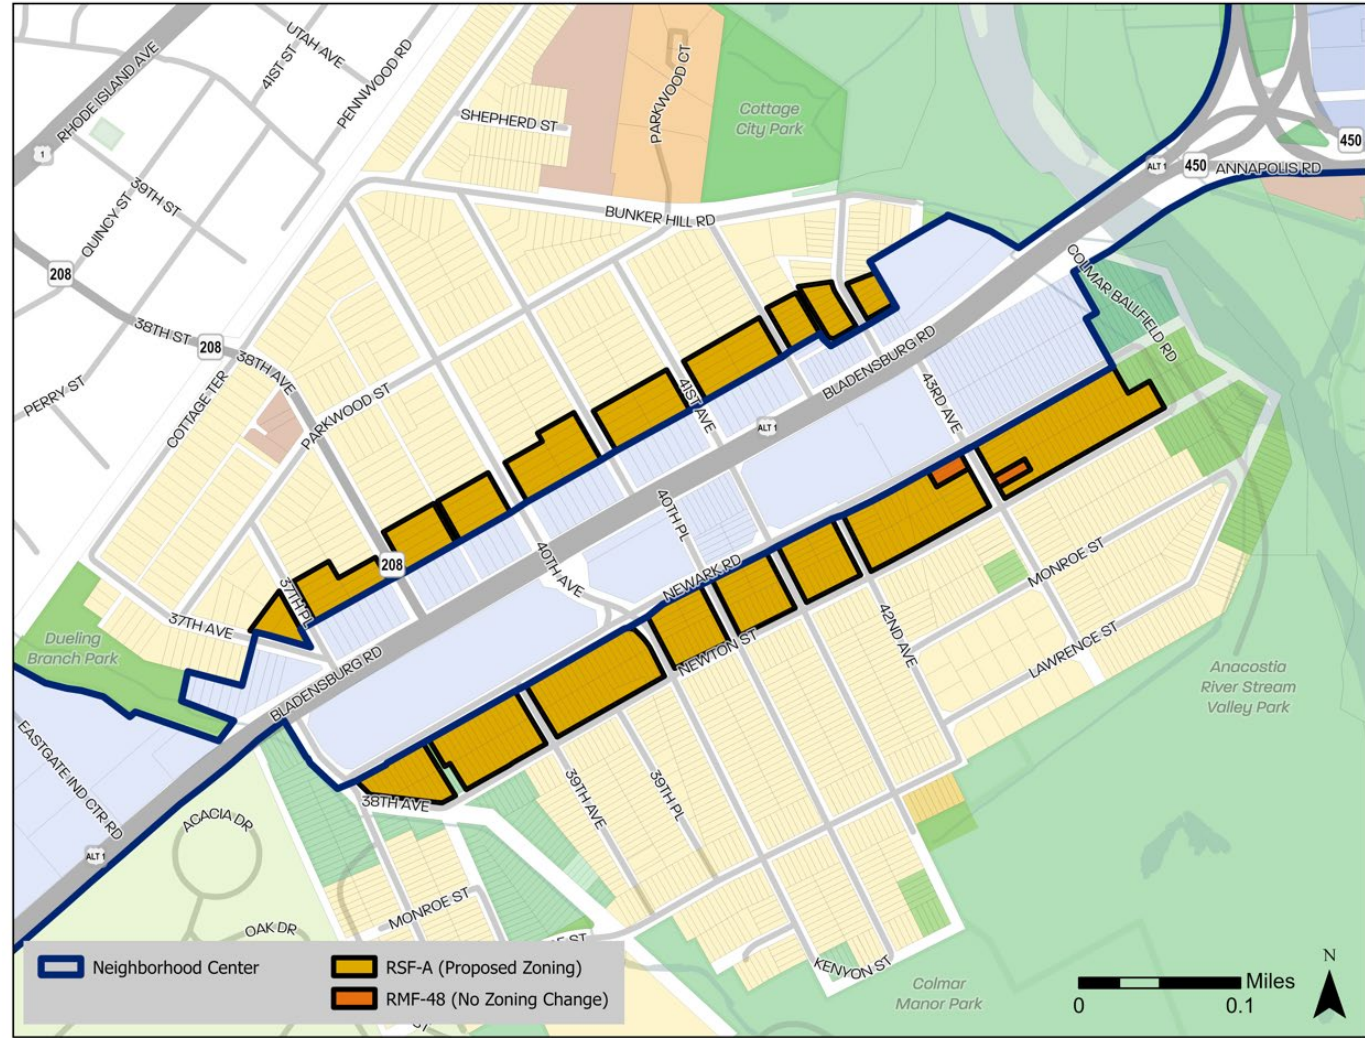 UTAH AVE
41ST ST
PENNWOOD RD
RHODE ISLAND AVE
1
SHEPHERD ST
PARKWOOD CT
Cottage
City Park
450
ALT 1
450
ANNAPOLIS RD
39TH ST
QUINCY ST
BUNKER HILL RD
208
COLMAR BALLFIELD RD
38TH ST
208
38TH AVE
PERRY ST
COTTAGE TER
PARKWOOD ST
41ST AVE
BLADENSBURG RD
43RD AVE
ALT 1
40TH PL
208
40TH AVE
NEWARK RD
37TH PL
37TH AVE
MONROE ST
42ND AVE
Dueling
Branch Park
NEWTON ST
LAWRENCE ST
BLADENSBURG RD
Anacostia
River Stream
Valley Park
EASTGATE IND CTR RD
38TH AVE
39TH AVE
39TH PL
ACACIA DR
ALT 1
MONROE ST
OAK DR
ST
KENYON ST
Colmar
Manor Park
Neighborhood Center
RSF-A (Proposed Zoning)
RMF-48 (No Zoning Change)
N
Miles
0
0.1